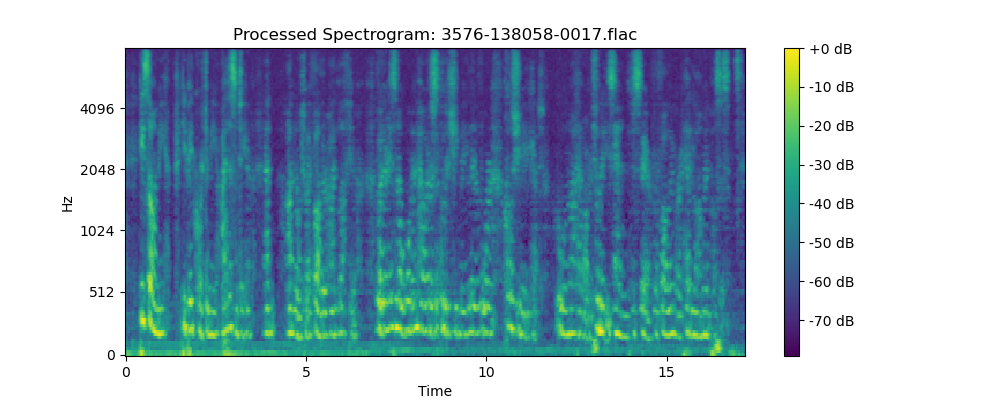 Processed Spectrogram: 3576-138058-0017.flac
Hz
4096
2048
1024
512
0
0 5 10 15
Time
+0 dB
-10 dB
-20 dB
-30 dB
-40 dB
-50 dB
-60 dB
-70 dB